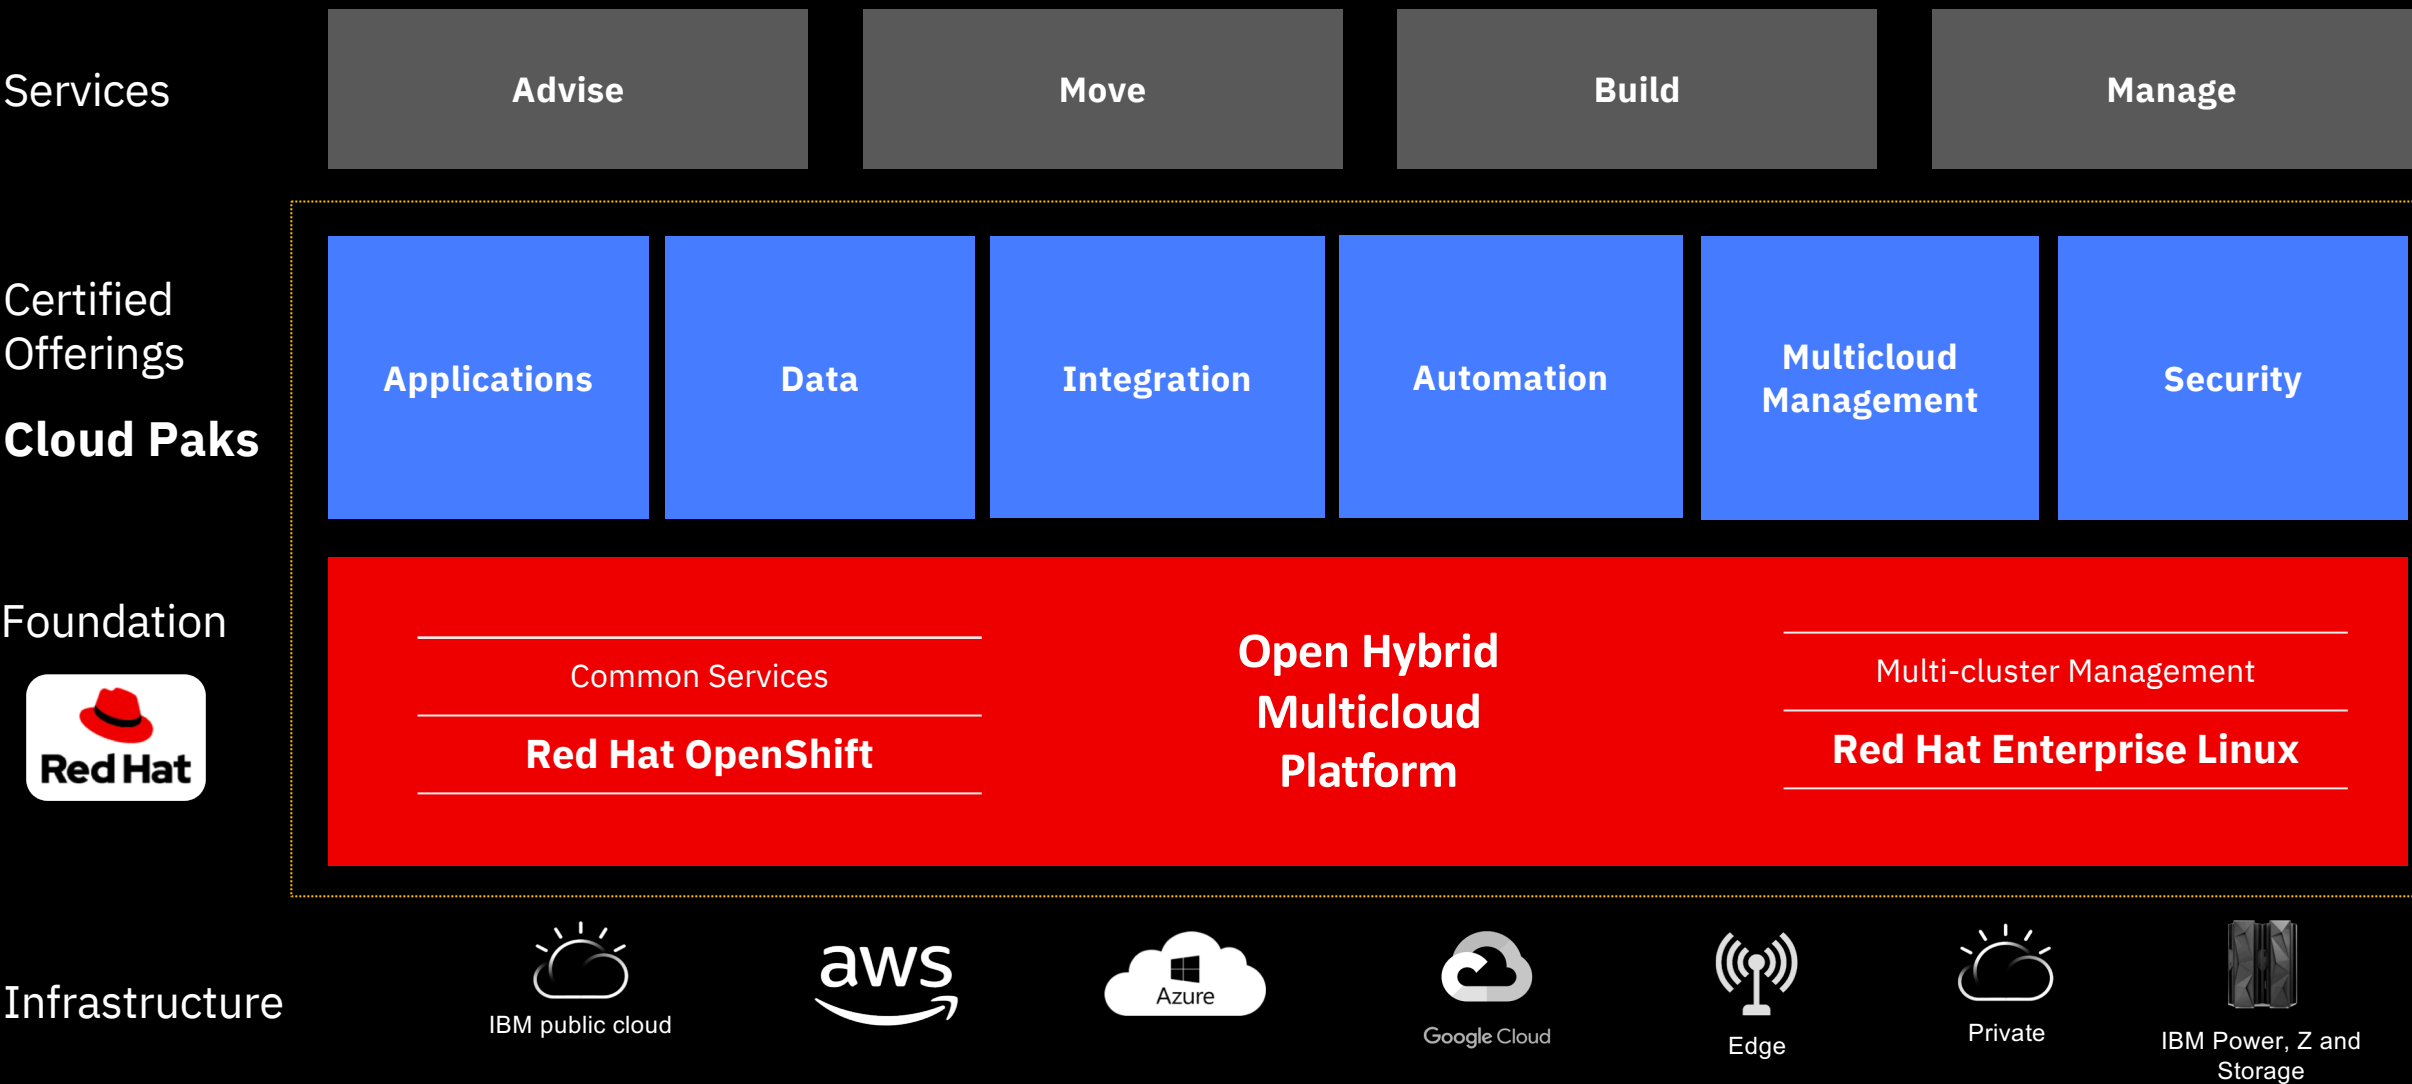 Services
Advise
Move
Build
Manage
Certified
Offerings
Cloud Paks
Applications
Data
Integration
Automation
Multicloud
Management
Security
Foundation
Red Hat
Common Services
Red Hat OpenShift
Open Hybrid
Multicloud
Platform
Multi-cluster Management
Red Hat Enterprise Linux
Infrastructure
IBM public cloud
aws
Azure
Google Cloud
Edge
Private
IBM Power, Z and
Storage